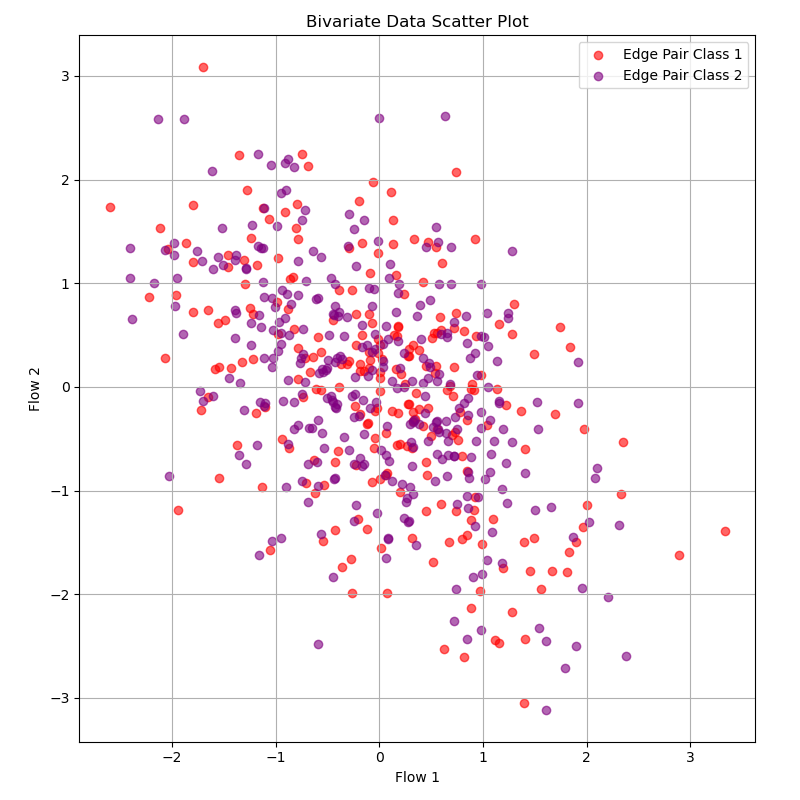 Bivariate Data Scatter Plot
Edge Pair Class 1
Edge Pair Class 2
3
2
1
0
−1
−2
−3
Flow 2
−2
−1
0
1
2
3
Flow 1